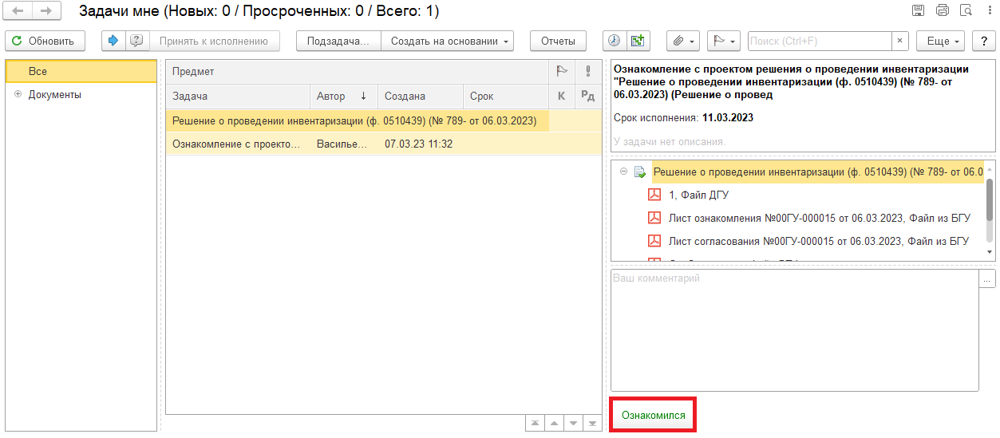 Задачи мне (Новых: 0 / Просроченных: 0 / Всего: 1)
Обновить
Принять к исполнению
Подзадача...
Создать на основании
Отчеты
Поиск (Ctrl+F)
×
Еще
?
Все
Документы
Предмет
Задача Автор ↓ Создана Срок К Рд
Решение о проведении инвентаризации (ф. 0510439) (№ 789- от 06.03.2023)
Ознакомление с проекто... Василье... 07.03.23 11:32
Ознакомление с проектом решения о проведении инвентаризации
"Решение о проведении инвентаризации (ф. 0510439) (№ 789- от
06.03.2023) (Решение о провед
Срок исполнения: 11.03.2023
У задачи нет описания.
Решение о проведении инвентаризации (ф. 0510439) (№ 789- от 06.0
1, Файл ДГУ
Лист ознакомления №00ГУ-000015 от 06.03.2023, Файл из БГУ
Лист согласования №00ГУ-000015 от 06.03.2023, Файл из БГУ
Ваш комментарий
...
Ознакомился